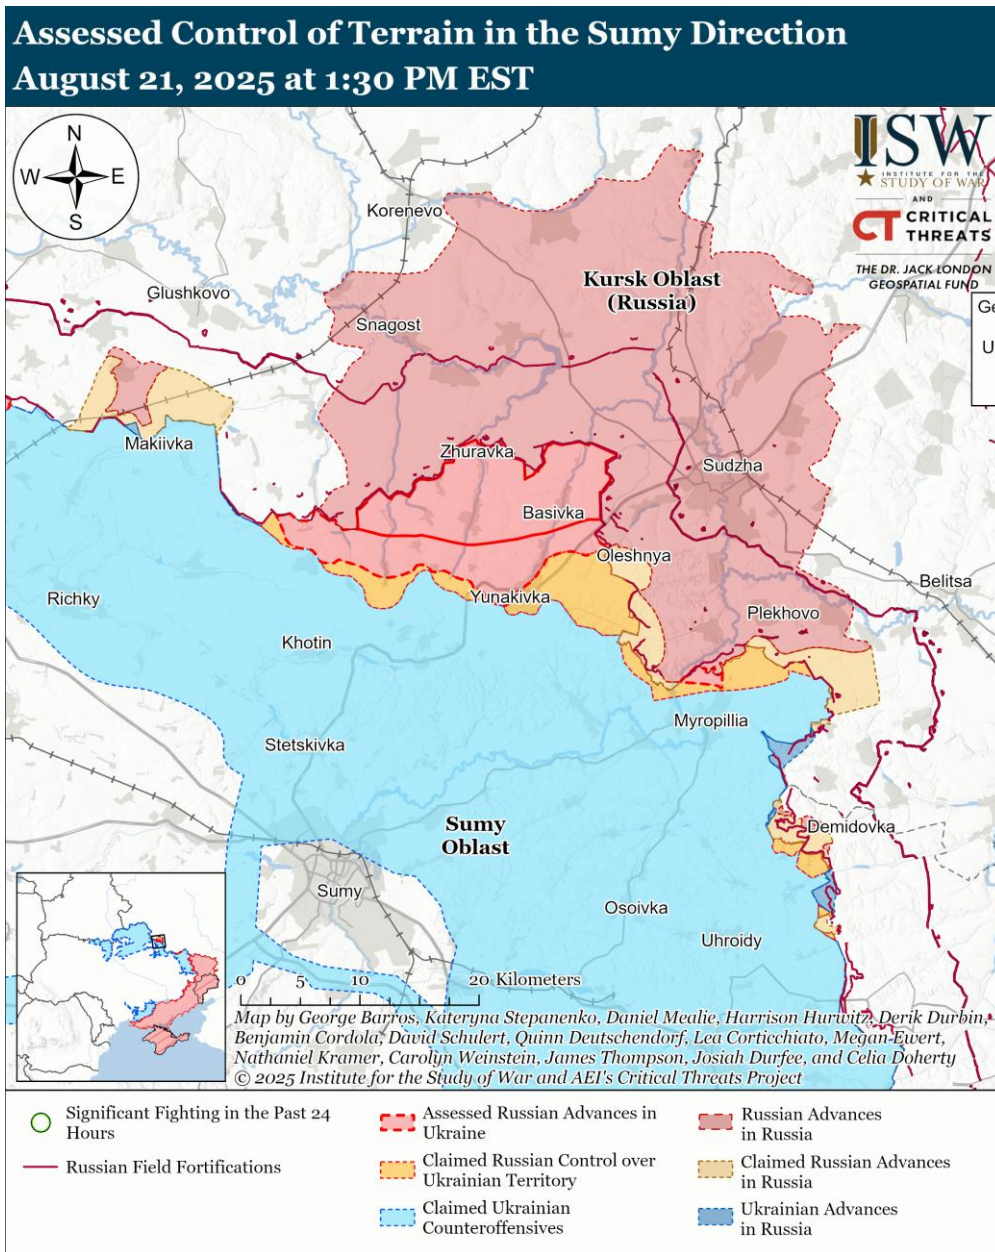 Assessed Control of Terrain in the Sumy Direction
August 21, 2025 at 1:30 PM EST
N
W
E
S
ISW
INSTITUTE FOR THE
STUDY OF WAR
AND
CT CRITICAL
THREATS
THE DR. JACK LONDON
GEOSPATIAL FUND
Ge
U
Korenevo
Kursk Oblast
(Russia)
Glushkovo
Snagost
Makiivka
Zhuravka
Sudzha
Basivka
Oleshnya
Belitsa
Richky
Yunakivka
Plekhovo
Khotin
Myropillia
Stetskivka
Sumy
Oblast
Demidovka
Sumy
Osoivka
Uhroidy
0 5 10 20 Kilometers
Map by George Barros, Kateryna Stepanenko, Daniel Mealie, Harrison Hurwitz, Derik Durbin,
Benjamin Cordola, David Schulert, Quinn Deutschendorf, Lea Corticchiato, Megan Ewert,
Nathaniel Kramer, Carolyn Weinstein, James Thompson, Josiah Durfee, and Celia Doherty
© 2025 Institute for the Study of War and AEI's Critical Threats Project
Significant Fighting in the Past 24
Hours
Russian Field Fortifications
Assessed Russian Advances in
Ukraine
Claimed Russian Control over
Ukrainian Territory
Claimed Ukrainian
Counteroffensives
Russian Advances
in Russia
Claimed Russian Advances
in Russia
Ukrainian Advances
in Russia